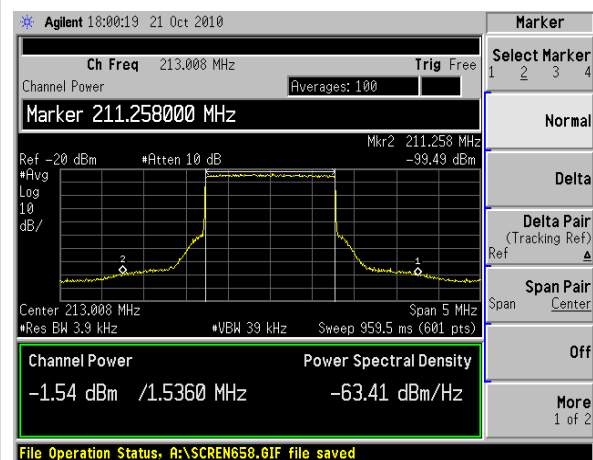 Agilent 18:00:19 21 Oct 2010
Marker
Ch Freq 213.008 MHz Trig Free
Channel Power Averages: 100
Marker 211.258000 MHz
Mkr2 211.258 MHz
Ref -20 dBm #Atten 10 dB -99.49 dBm
#Avg
Log
10
dB/
2
1
Center 213.008 MHz Span 5 MHz
#Res BW 3.9 kHz #VBW 39 kHz Sweep 959.5 ms (601 pts)
Channel Power Power Spectral Density
-1.54 dBm /1.5360 MHz -63.41 dBm/Hz
File Operation Status, A:\SCREN658.GIF file saved
Select Marker
1 2 3 4
Normal
Delta
Delta Pair
(Tracking Ref)
Ref Δ
Span Pair
Span Center
Off
More
1 of 2